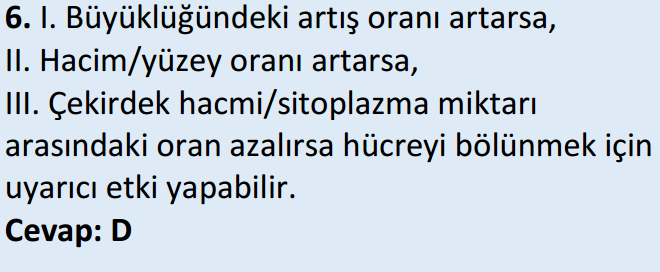 6. I. Büyüklüğündeki artış oranı artarsa,
II. Hacim/yüzey oranı artarsa,
III. Çekirdek hacmi/sitoplazma miktarı
arasındaki oran azalırsa hücreyi bölünmek için
uyarıcı etki yapabilir.
Cevap: D